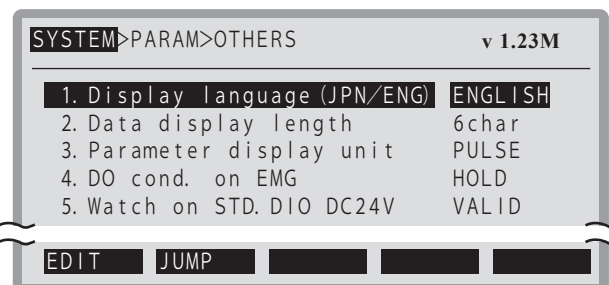 SYSTEM>PARAM>OTHERS v 1.23M
1. Display language(JPN/ENG) ENGLISH
2. Data display length 6char
3. Parameter display unit PULSE
4. DO cond. on EMG HOLD
5. Watch on STD.DIO DC24V VALID
EDIT JUMP